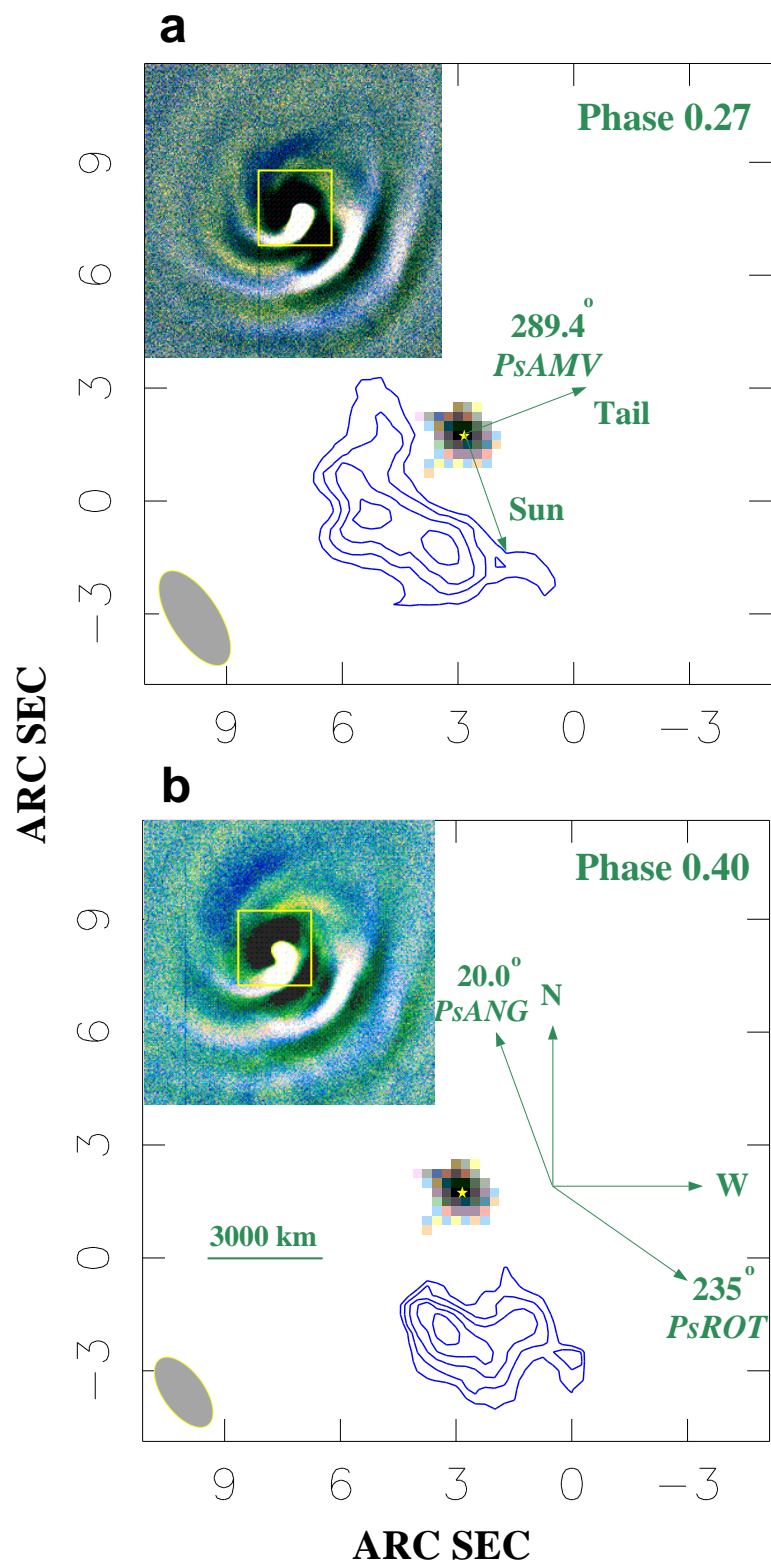 a
Phase 0.27
9
6
3
0
−3
289.4°
PsAMV
Tail
Sun
9 6 3 0 −3
ARC SEC
b
Phase 0.40
9
6
3
0
−3
20.0°
PsANG
N
W
3000 km
235°
PsROT
9 6 3 0 −3
ARC SEC